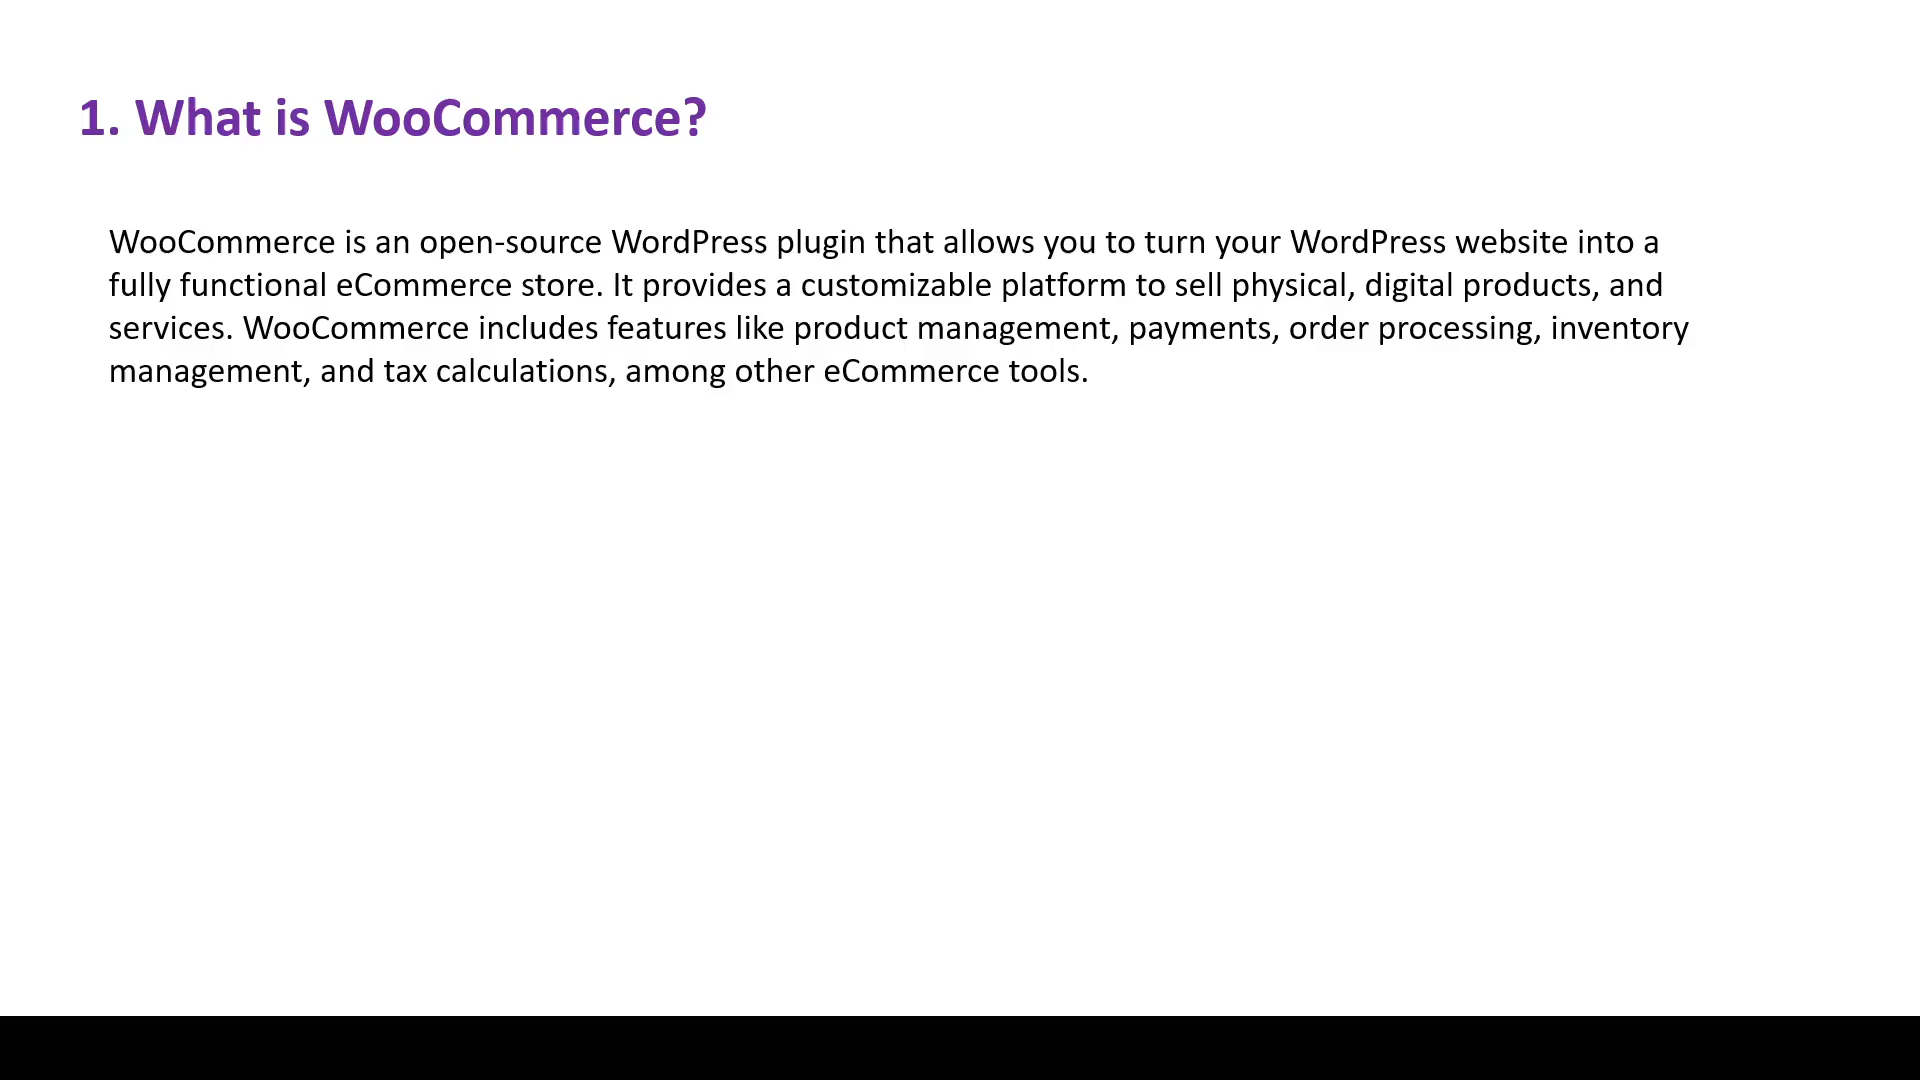 1. What is WooCommerce?
WooCommerce is an open-source WordPress plugin that allows you to turn your WordPress website into a
fully functional eCommerce store. It provides a customizable platform to sell physical, digital products, and
services. WooCommerce includes features like product management, payments, order processing, inventory
management, and tax calculations, among other eCommerce tools.